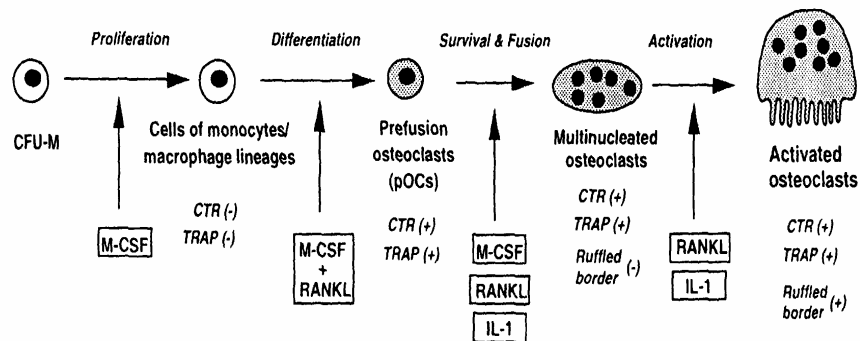 Proliferation
Differentiation
Survival & Fusion
Activation
CFU-M
Cells of monocytes/
macrophage lineages
Prefusion
osteoclasts
(pOCs)
Multinucleated
osteoclasts
Activated
osteoclasts
M-CSF
CTR (-)
TRAP (-)
M-CSF
+
RANKL
CTR (+)
TRAP (+)
M-CSF
RANKL
IL-1
CTR (+)
TRAP (+)
Ruffled
border (-)
RANKL
IL-1
CTR (+)
TRAP (+)
Ruffled
border (+)